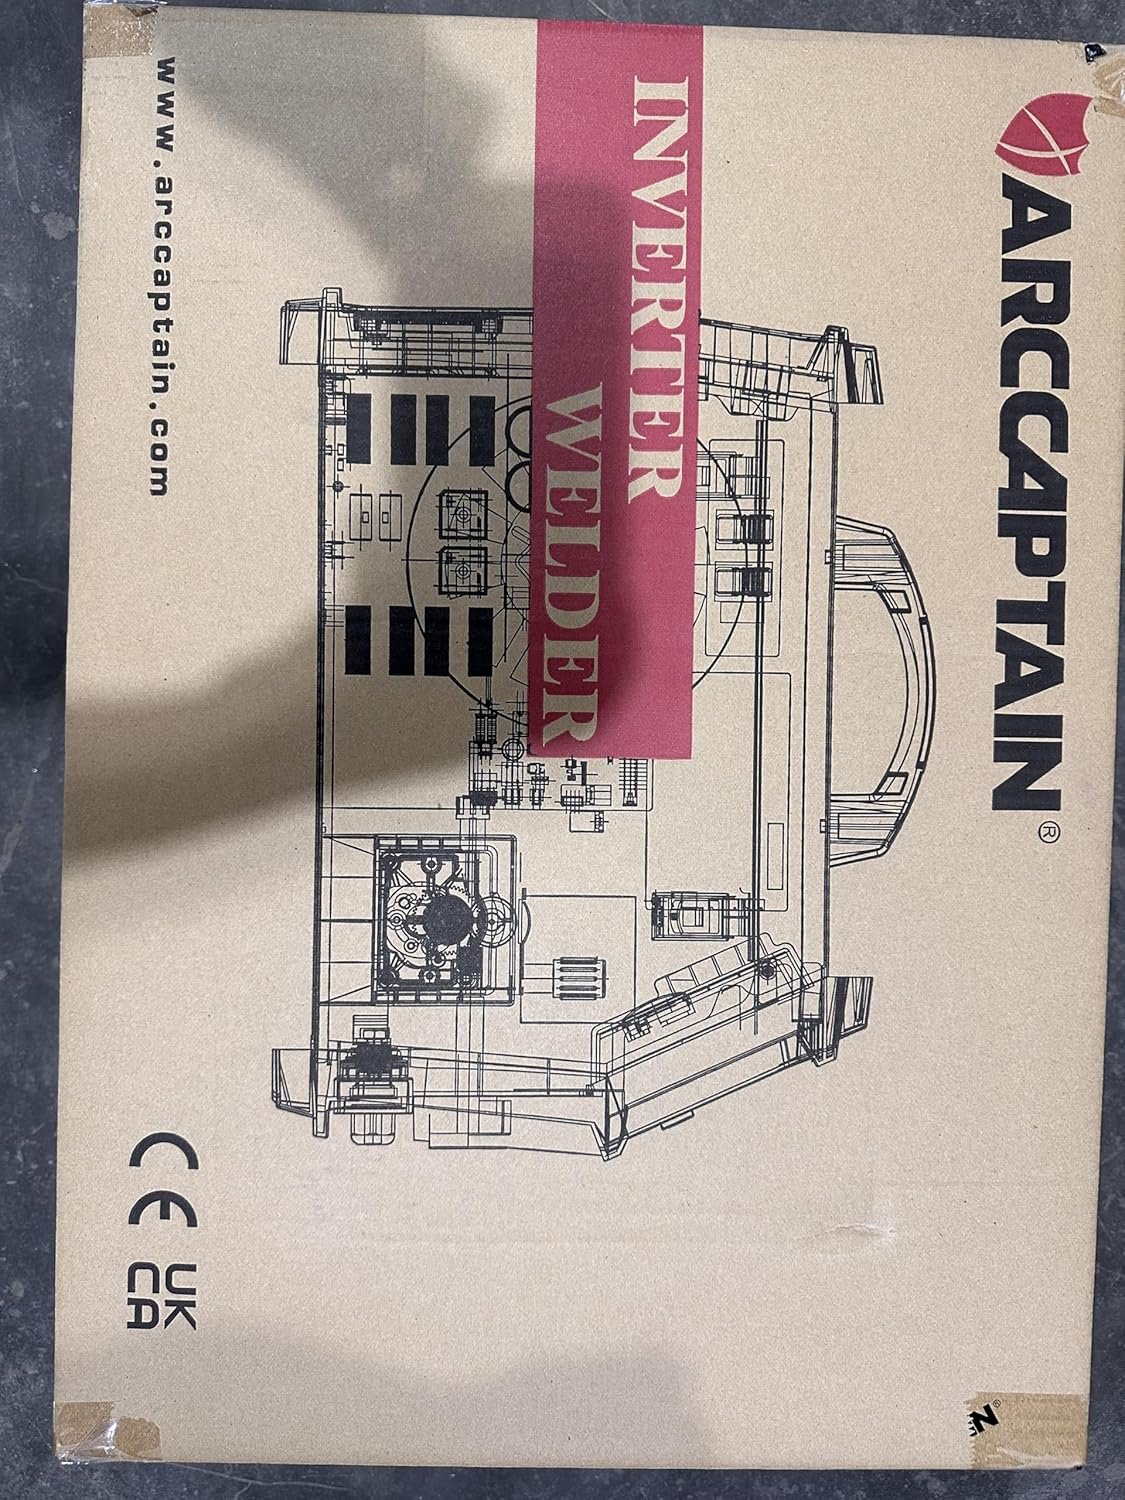 ARCCAPTAIN®
INVERTER
WELDER
www.arccaptain.com
CE UK
CA